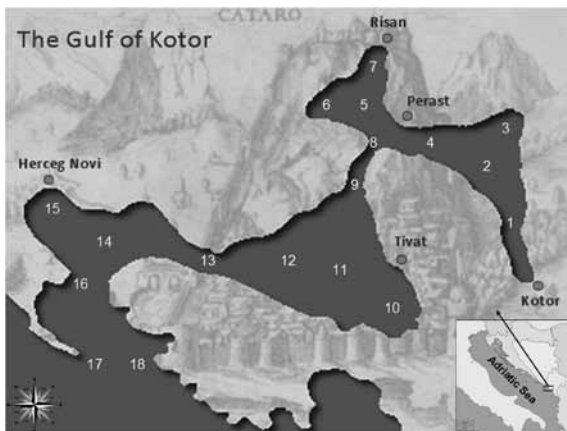 CATARO
The Gulf of Kotor
Risan
7
6
5
Perast
3
8
4
2
Herceg Novi
9
15
1
14
Tivat
13
12
11
16
Kotor
10
17
18
Adriatic Sea